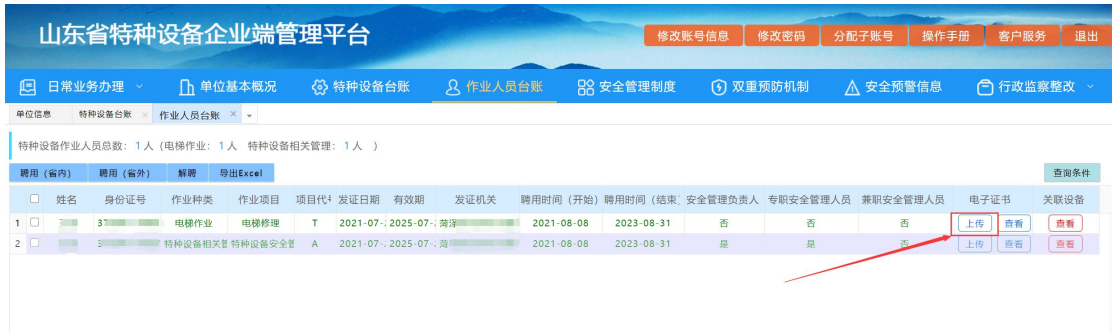 山东省特种设备企业端管理平台
修改账号信息 修改密码 分配子账号 操作手册 客户服务 退出
日常业务办理 单位基本概况 特种设备台账 作业人员台账 安全管理制度 双重预防机制 安全预警信息 行政监察整改
单位信息 特种设备台账 × 作业人员台账 ×
特种设备作业人员总数: 1人 (电梯作业: 1人 特种设备相关管理: 1人 )
聘用 (省内) 聘用 (省外) 解聘 导出Excel 查询条件
姓名 身份证号 作业种类 作业项目 项目代 发证日期 有效期 发证机关 聘用时间 (开始) 聘用时间 (结束 安全管理负责人 专职安全管理人员 兼职安全管理人员 电子证书 关联设备
1 37 电梯作业 电梯修理 T 2021-07- 2025-07- 菏泽 2021-08-08 2023-08-31 否 否 否 上传 查看 查看
2 特种设备相关管 特种设备安全管 A 2021-07- 2025-07- 菏 2021-08-08 2023-08-31 是 是 否 上传 查看 查看